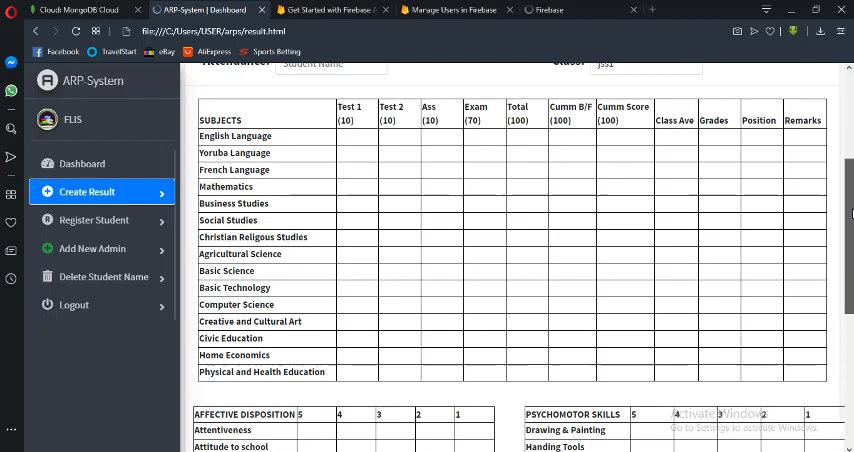 Cloud: MongoDB Cloud
ARP-System | Dashboard
Get Started with Firebase A
Manage Users in Firebase
Firebase
file:///C:/Users/USER/arps/result.html
Facebook
TravelStart
eBay
AliExpress
Sports Betting
ARP-System
FLIS
Dashboard
Create Result
R Register Student
Add New Admin
Delete Student Name
Logout
Attendance: Student Name Class: Jss1
SUBJECTS Test 1 (10) Test 2 (10) Ass (10) Exam (70) Total (100) Cumm B/F (100) Cumm Score (100) Class Ave Grades Position Remarks
English Language
Yoruba Language
French Language
Mathematics
Business Studies
Social Studies
Christian Religous Studies
Agricultural Science
Basic Science
Basic Technology
Computer Science
Creative and Cultural Art
Civic Education
Home Economics
Physical and Health Education
AFFECTIVE DISPOSITION 5 4 3 2 1
Attentiveness
Attitude to school
PSYCHOMOTOR SKILLS 5 4 3 2 1
Drawing & Painting
Handing Tools
Activate Windows
Go to Settings to activate Windows.